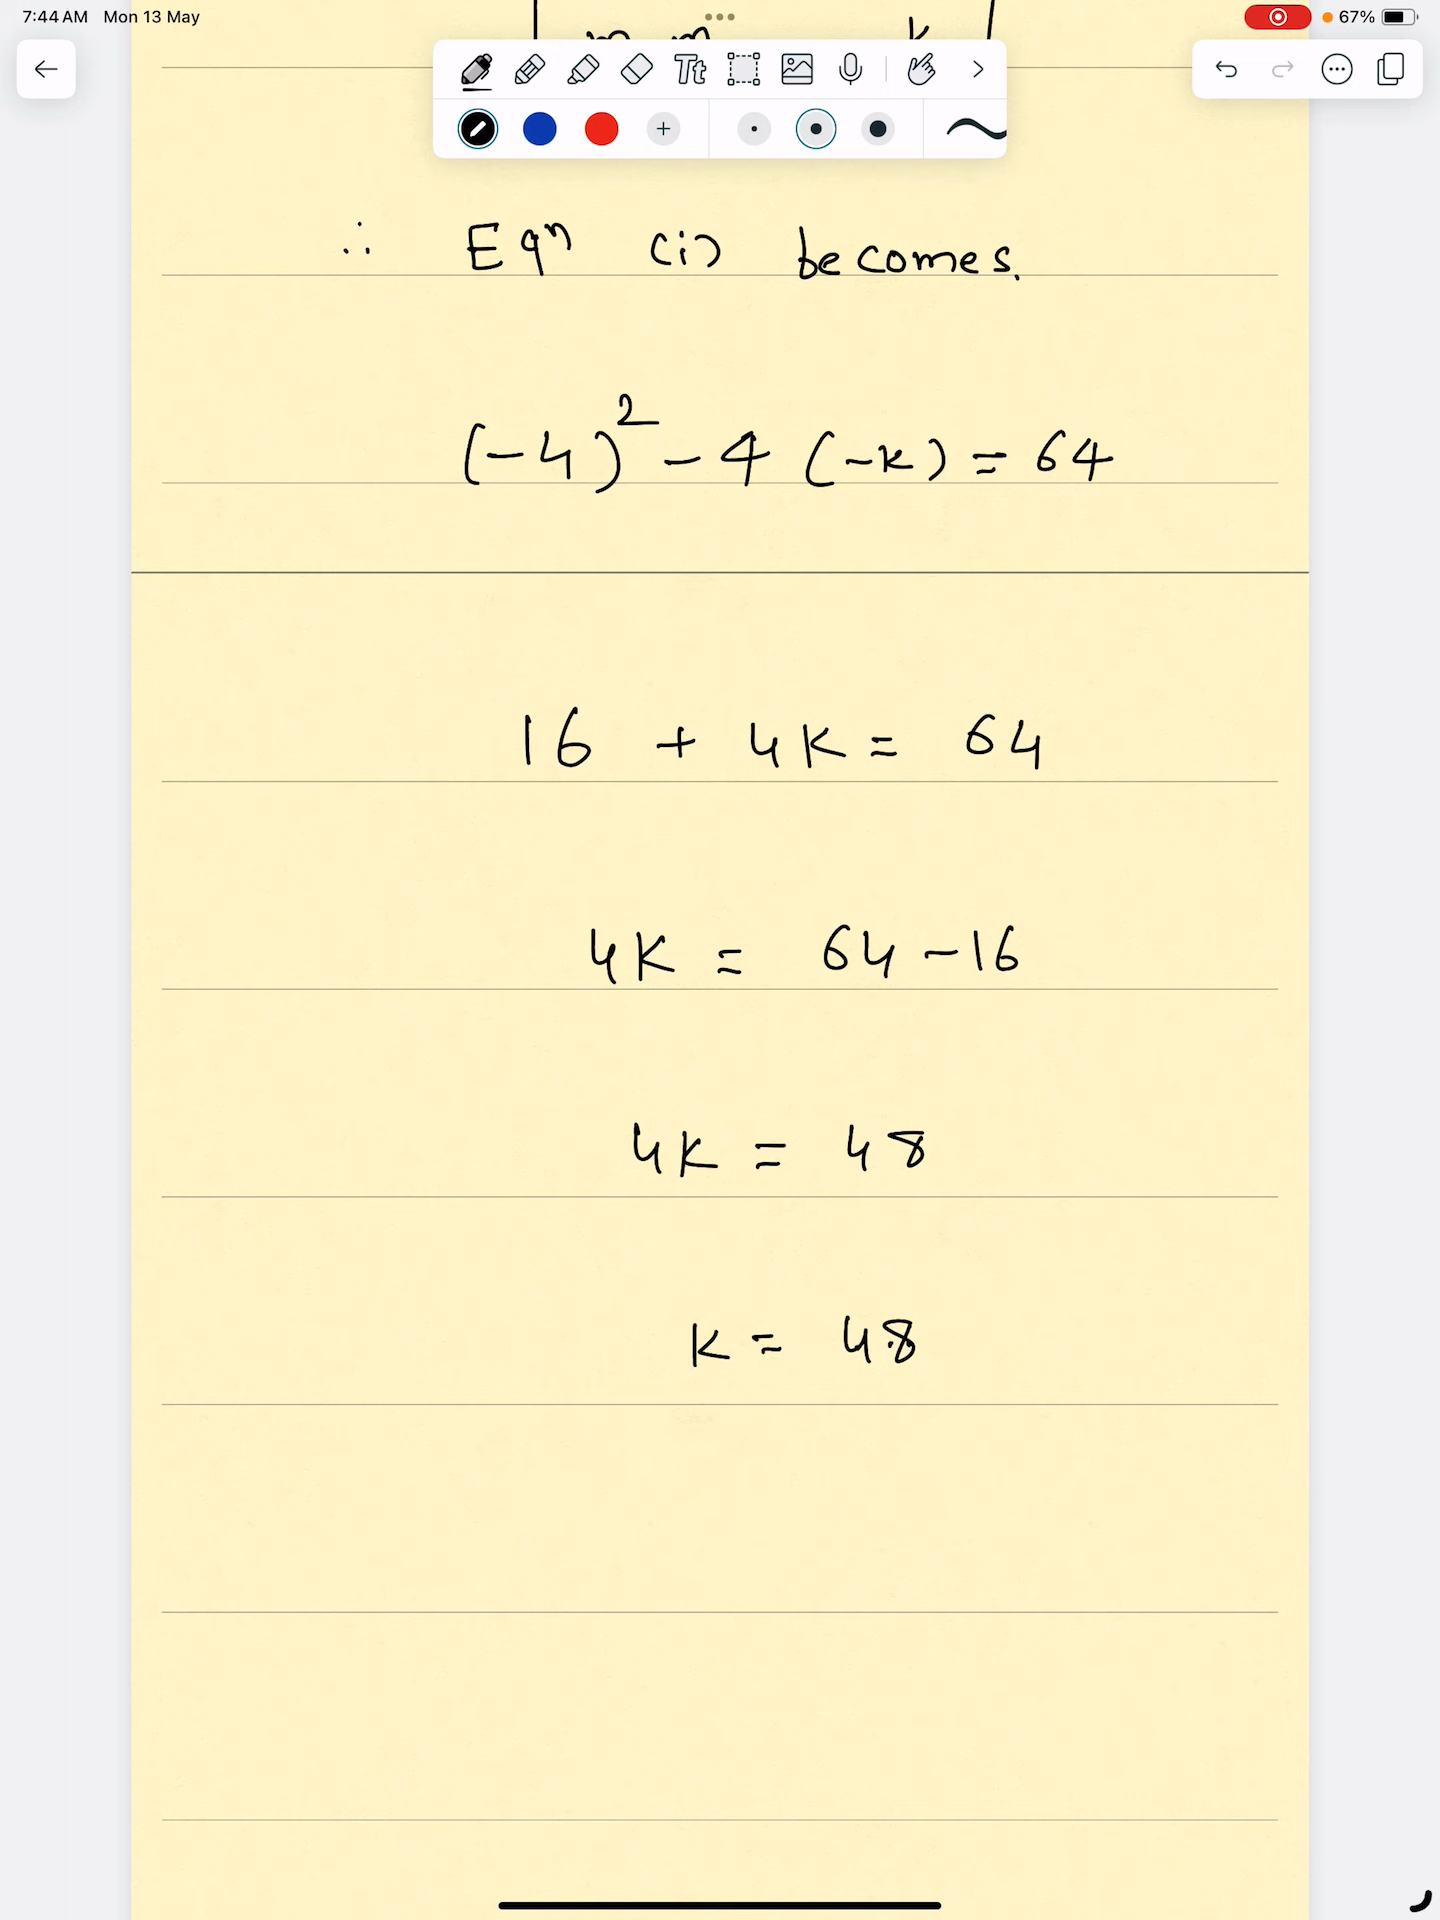 7:44 AM Mon 13 May
67%
Tt
∴ Eqⁿ (i) becomes.
(-4)² - 4 (-k) = 64
16 + 4K = 64
4K = 64 - 16
4K = 48
K = 48